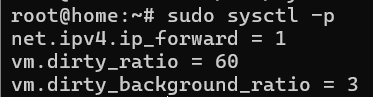 root@home:~# sudo sysctl -p
net.ipv4.ip_forward = 1
vm.dirty_ratio = 60
vm.dirty_background_ratio = 3